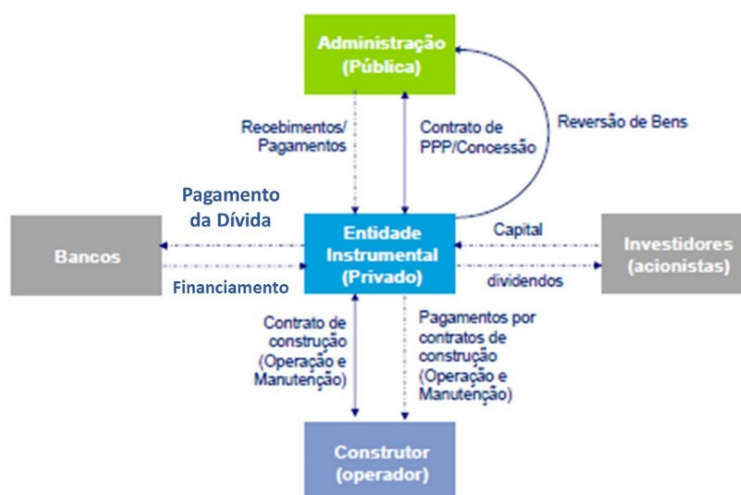 Administração
(Pública)
Recebimentos/
Pagamentos
Contrato de
PPP/Concessão
Reversão de Bens
Pagamento
da Dívida
Bancos
Financiamento
Entidade
Instrumental
(Privado)
Capital
dividendos
Investidores
(acionistas)
Contrato de
construção
(Operação e
Manutenção)
Pagamentos por
contratos de
construção
(Operação e
Manutenção)
Construtor
(operador)